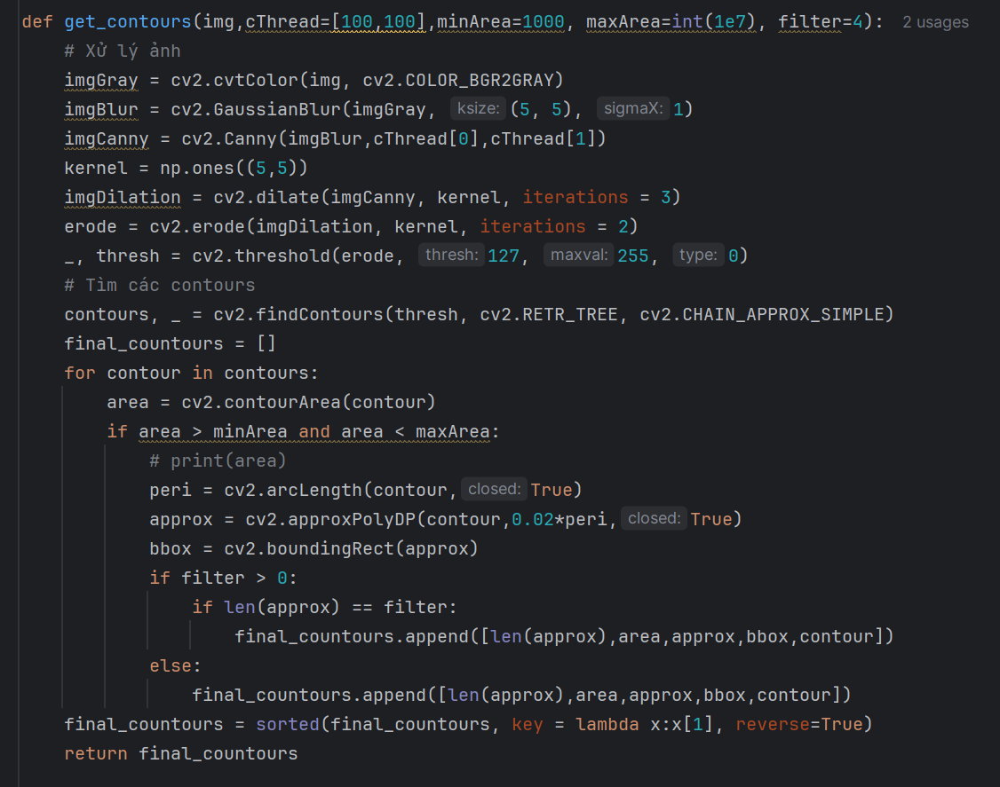 def get_contours(img,cThread=[100,100],minArea=1000, maxArea=int(1e7), filter=4): 2 usages
    # Xử lý ảnh
    imgGray = cv2.cvtColor(img, cv2.COLOR_BGR2GRAY)
    imgBlur = cv2.GaussianBlur(imgGray, ksize: (5, 5), sigmaX: 1)
    imgCanny = cv2.Canny(imgBlur,cThread[0],cThread[1])
    kernel = np.ones((5,5))
    imgDilation = cv2.dilate(imgCanny, kernel, iterations = 3)
    erode = cv2.erode(imgDilation, kernel, iterations = 2)
    _, thresh = cv2.threshold(erode, thresh: 127, maxval: 255, type: 0)
    # Tìm các contours
    contours, _ = cv2.findContours(thresh, cv2.RETR_TREE, cv2.CHAIN_APPROX_SIMPLE)
    final_countours = []
    for contour in contours:
        area = cv2.contourArea(contour)
        if area > minArea and area < maxArea:
            # print(area)
            peri = cv2.arcLength(contour, closed: True)
            approx = cv2.approxPolyDP(contour,0.02*peri, closed: True)
            bbox = cv2.boundingRect(approx)
            if filter > 0:
                if len(approx) == filter:
                    final_countours.append([len(approx),area,approx,bbox,contour])
            else:
                final_countours.append([len(approx),area,approx,bbox,contour])
    final_countours = sorted(final_countours, key = lambda x:x[1], reverse=True)
    return final_countours